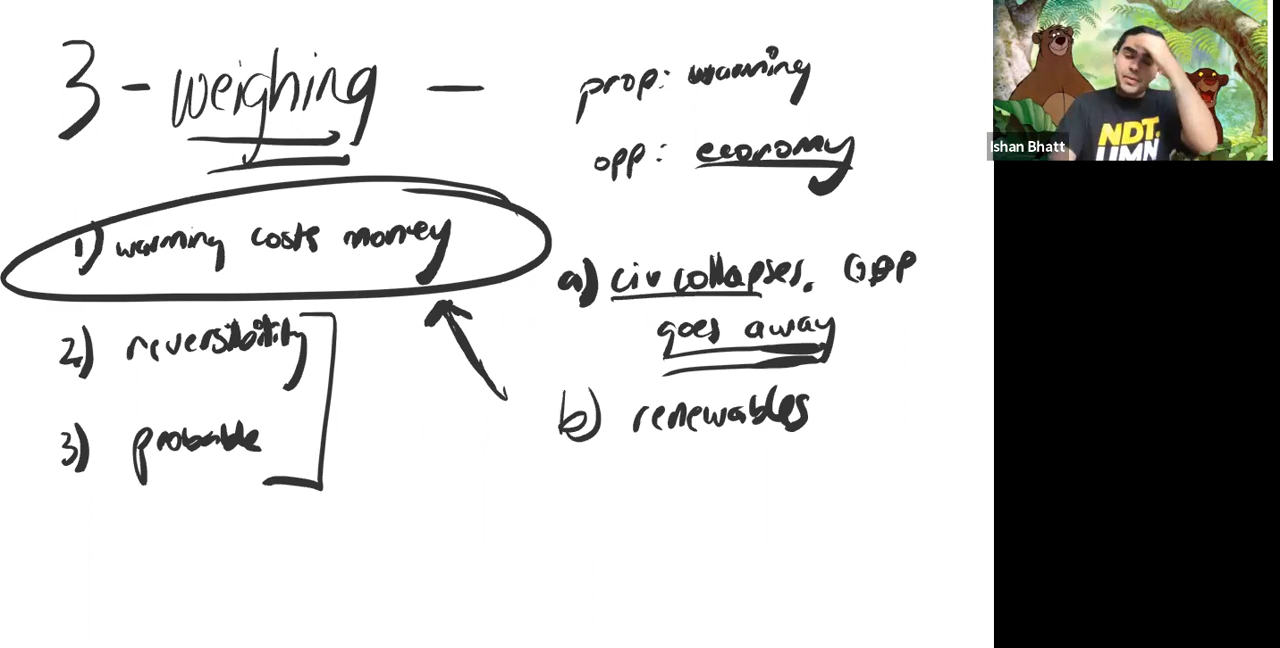 3 - weighing —
prop: warming
opp: economy
1) warming costs money
2) reversibility
3) probable
a) civ collapses. GDP
goes away
b) renewables
NDT.
UMN
Ishan Bhatt